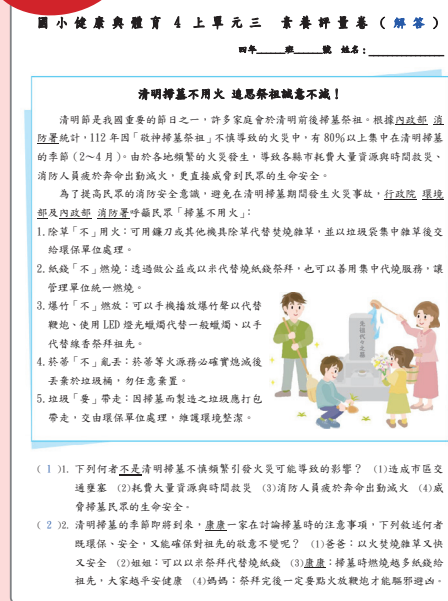 國小健康與體育 4 上單元三 素養評量卷（解答）
四年____班____號 姓名：____________
清明掃墓不用火 追思祭祖誠意不減！
清明節是我國重要的節日之一，許多家庭會於清明前後掃墓祭祖。根據內政部 消
防署統計，112 年因「敬神掃墓祭祖」不慎導致的火災中，有 80%以上集中在清明掃墓
的季節（2～4 月）。由於各地頻繁的火災發生，導致各縣市耗費大量資源與時間救災、
消防人員疲於奔命出勤滅火，更直接威脅到民眾的生命安全。
為了提高民眾的消防安全意識，避免在清明掃墓期間發生火災事故，行政院 環境
部及內政部 消防署呼籲民眾「掃墓不用火」：
1.除草「不」用火：可用鐮刀或其他機具除草代替焚燒雜草，並以垃圾袋集中雜草後交
給環保單位處理。
2.紙錢「不」燃燒：透過做公益或以米代替燒紙錢祭拜，也可以善用集中代燒服務，讓
管理單位統一燃燒。
3.爆竹「不」燃放：可以手機播放爆竹聲以代替
鞭炮、使用 LED 燈光蠟燭代替一般蠟燭、以手
代替線香祭拜祖先。
4.菸蒂「不」亂丟：菸蒂等火源務必確實熄滅後
丟棄於垃圾桶，勿任意棄置。
5.垃圾「要」帶走：因掃墓而製造之垃圾應打包
帶走，交由環保單位處理，維護環境整潔。
（ 1 ）1. 下列何者不是清明掃墓不慎頻繁引發火災可能導致的影響？ (1)造成市區交
通壅塞 (2)耗費大量資源與時間救災 (3)消防人員疲於奔命出勤滅火 (4)威
脅掃墓民眾的生命安全。
（ 2 ）2. 清明掃墓的季節即將到來，康康一家在討論掃墓時的注意事項，下列敘述何者
既環保、安全，又能確保對祖先的敬意不變呢？ (1)爸爸：以火焚燒雜草又快
又安全 (2)姐姐：可以以米祭拜代替燒紙錢 (3)康康：掃墓時燃燒越多紙錢給
祖先，大家越平安健康 (4)媽媽：祭拜完後一定要點火放鞭炮才能驅邪避凶。